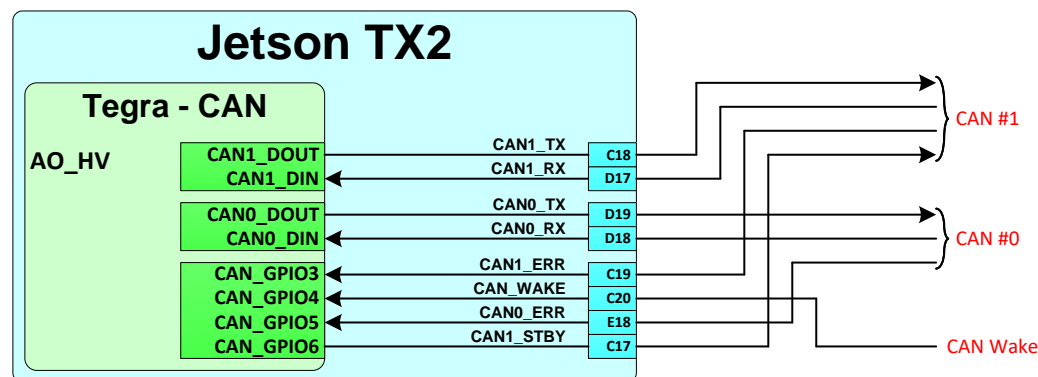 Jetson TX2
Tegra - CAN
AO_HV
CAN1_DOUT CAN1_TX C18
CAN1_DIN CAN1_RX D17
CAN #1
CAN0_DOUT CAN0_TX D19
CAN0_DIN CAN0_RX D18
CAN #0
CAN_GPIO3 CAN1_ERR C19
CAN_GPIO4 CAN_WAKE C20
CAN_GPIO5 CAN0_ERR E18
CAN_GPIO6 CAN1_STBY C17
CAN Wake